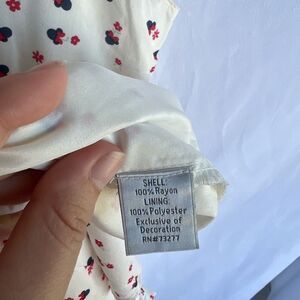 SHELL:
100% Rayon
LINING:
100% Polyester
Exclusive of
Decoration
RN#73277